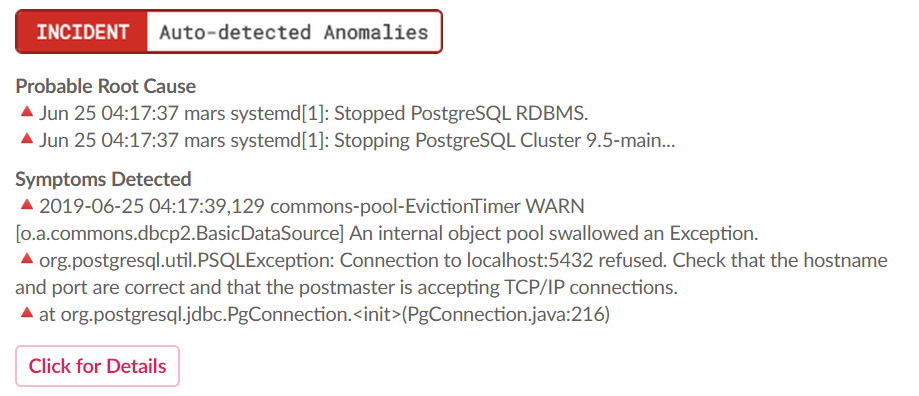 INCIDENT Auto-detected Anomalies
Probable Root Cause
Jun 25 04:17:37 mars systemd[1]: Stopped PostgreSQL RDBMS.
Jun 25 04:17:37 mars systemd[1]: Stopping PostgreSQL Cluster 9.5-main...
Symptoms Detected
2019-06-25 04:17:39,129 commons-pool-EvictionTimer WARN
[o.a.commons.dbcp2.BasicDataSource] An internal object pool swallowed an Exception.
org.postgresql.util.PSQLException: Connection to localhost:5432 refused. Check that the hostname
and port are correct and that the postmaster is accepting TCP/IP connections.
at org.postgresql.jdbc.PgConnection.<init>(PgConnection.java:216)
Click for Details